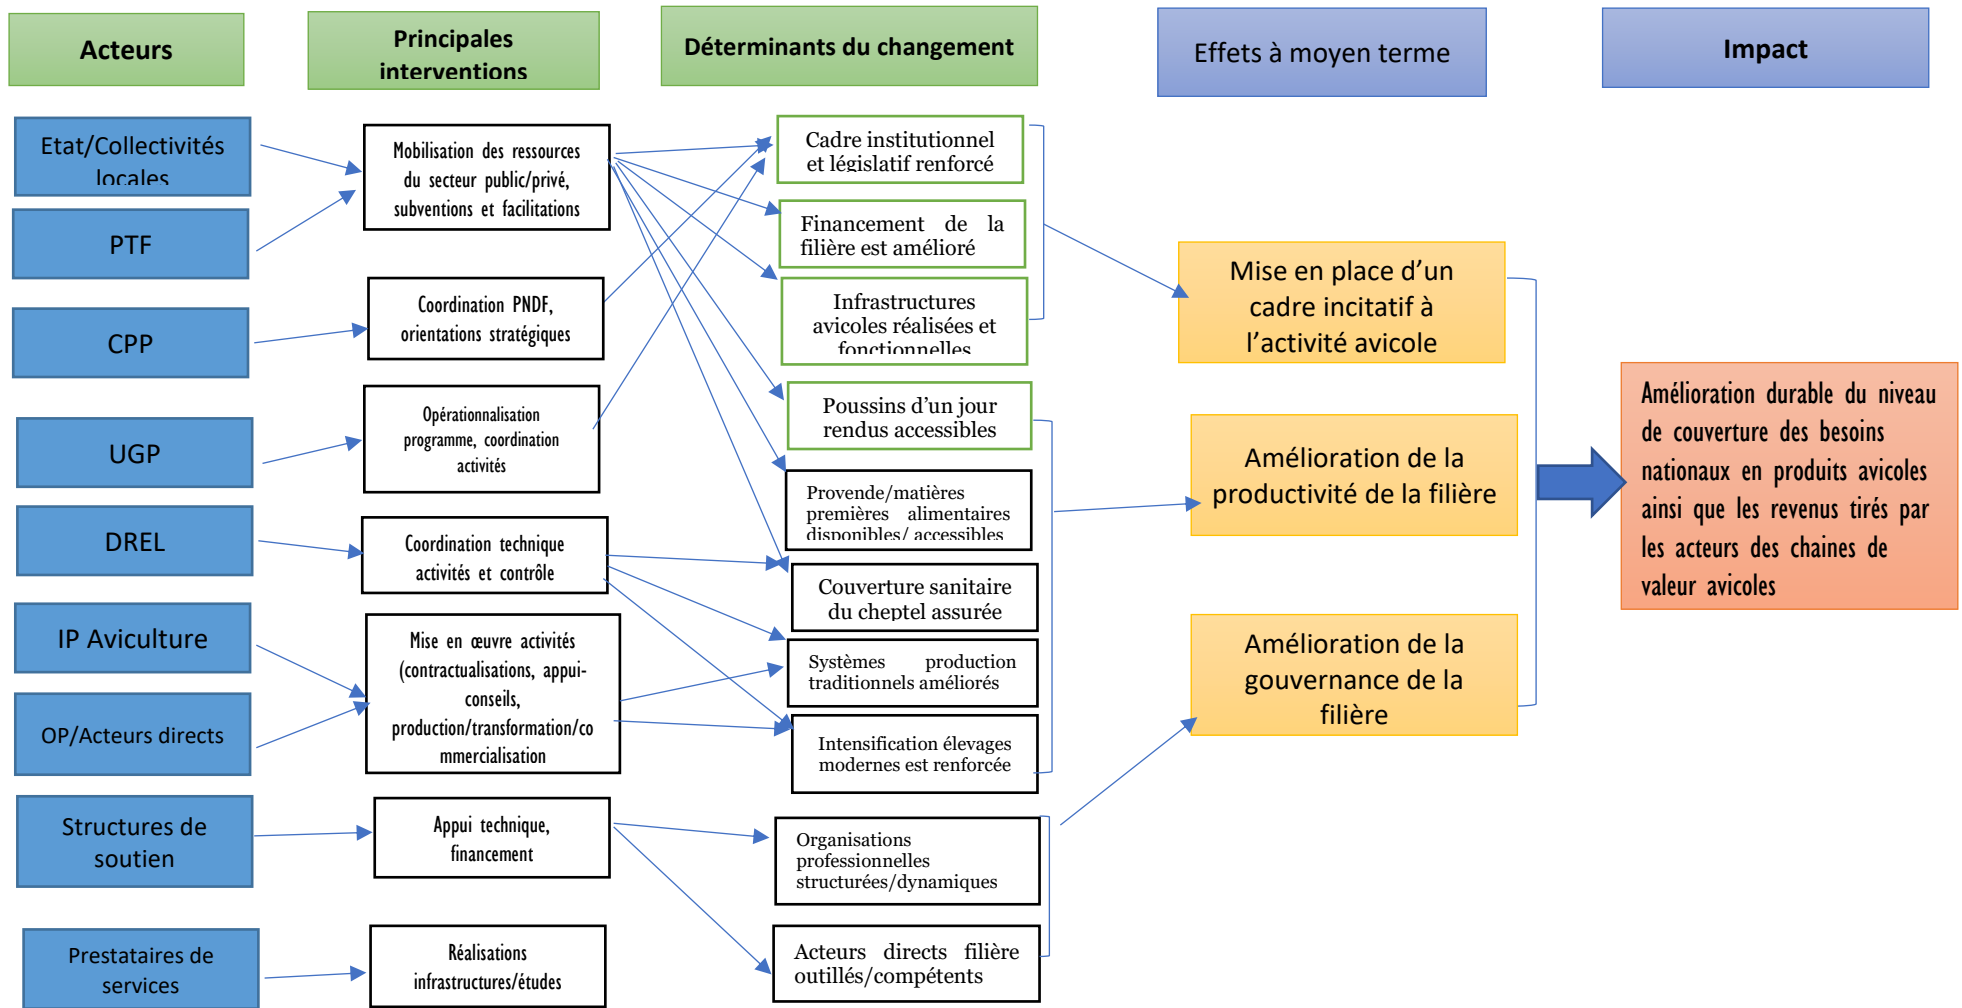 Acteurs
Principales
interventions
Déterminants du changement
Effets à moyen terme
Impact
Etat/Collectivités
locales
PTF
CPP
UGP
DREL
IP Aviculture
OP/Acteurs directs
Structures de
soutien
Prestataires de
services
Mobilisation des ressources
du secteur public/privé,
subventions et facilitations
Coordination PNDF,
orientations stratégiques
Opérationnalisation
programme, coordination
activités
Coordination technique
activités et contrôle
Mise en œuvre activités
(contractualisations, appui-
conseils,
production/transformation/co
mmercialisation
Appui technique,
financement
Réalisations
infrastructures/études
Cadre institutionnel
et législatif renforcé
Financement de la
filière est amélioré
Infrastructures
avicoles réalisées et
fonctionnelles
Poussins d’un jour
rendus accessibles
Provende/matières
premières alimentaires
disponibles/ accessibles
Couverture sanitaire
du cheptel assurée
Systèmes production
traditionnels améliorés
Intensification élevages
modernes est renforcée
Organisations
professionnelles
structurées/dynamiques
Acteurs directs filière
outillés/compétents
Mise en place d’un
cadre incitatif à
l’activité avicole
Amélioration de la
productivité de la filière
Amélioration de la
gouvernance de la
filière
Amélioration durable du niveau
de couverture des besoins
nationaux en produits avicoles
ainsi que les revenus tirés par
les acteurs des chaines de
valeur avicoles